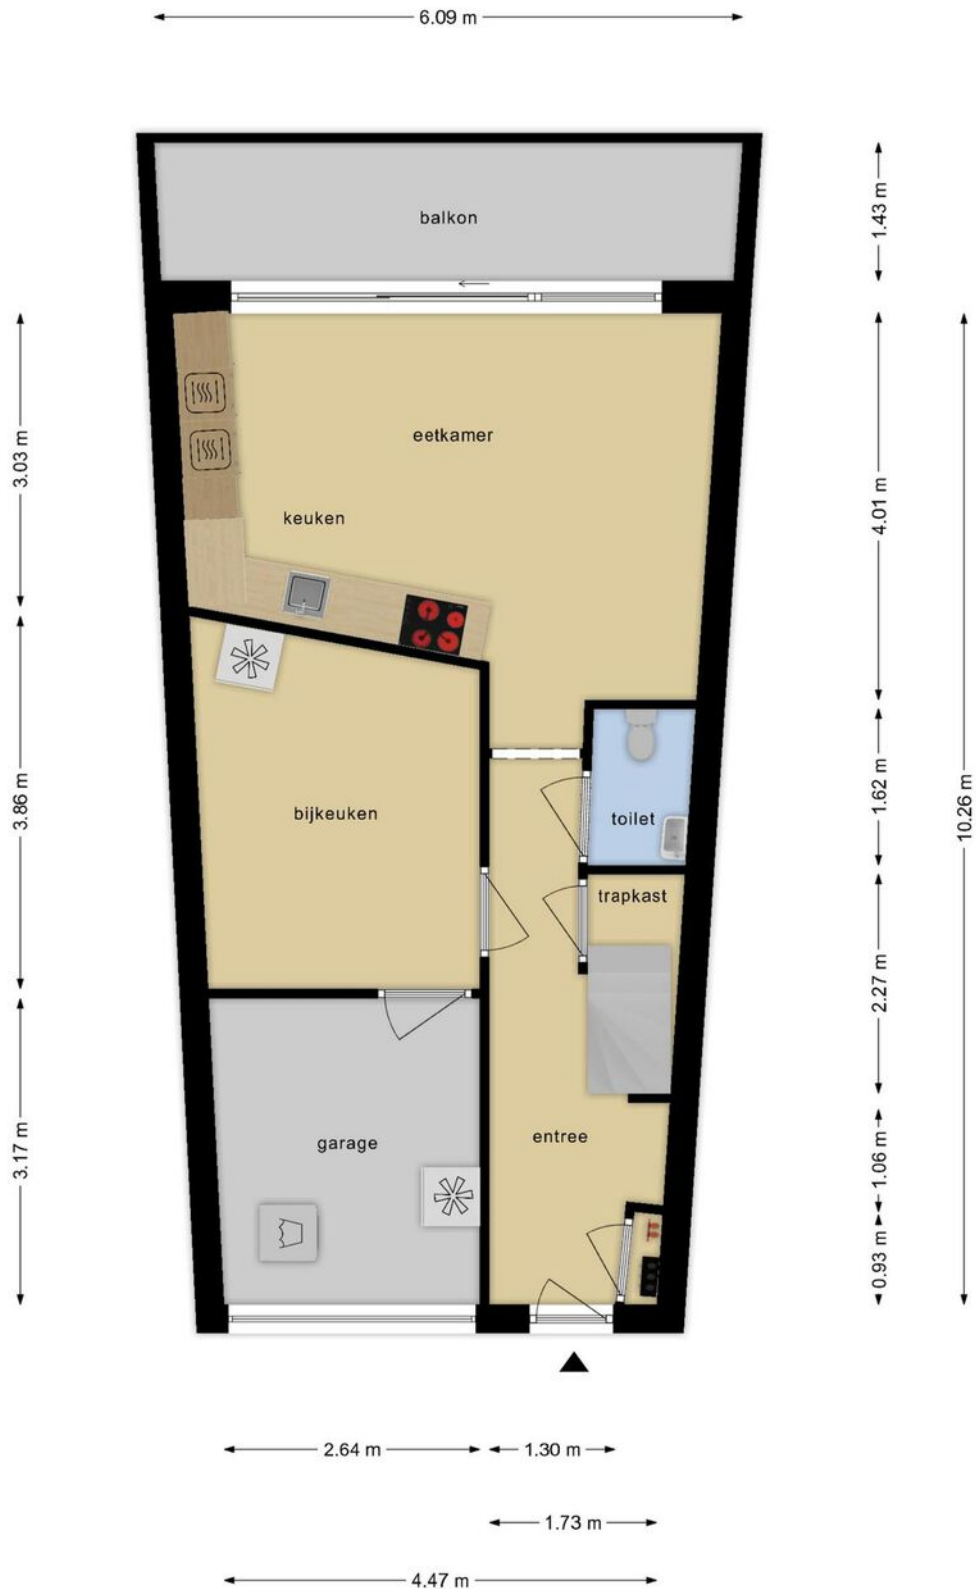 6.09 m
balkon
1.43 m
eetkamer
keuken
3.03 m
4.01 m
bijkeuken
toilet
3.86 m
1.62 m
10.26 m
trapkast
2.27 m
entree
garage
3.17 m
1.06 m
0.93 m
2.64 m
1.30 m
1.73 m
4.47 m